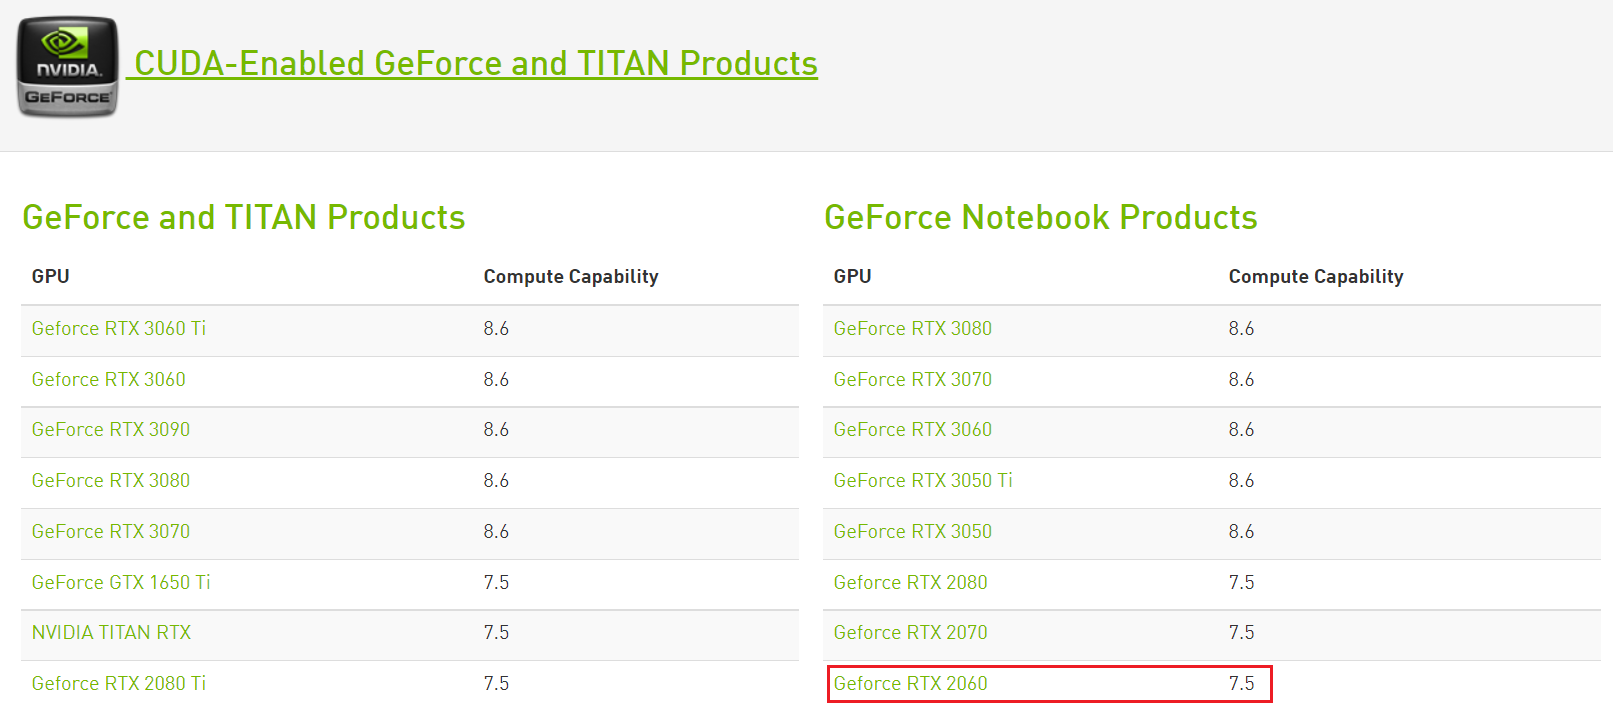 NVIDIA.
GEFORCE
CUDA-Enabled GeForce and TITAN Products
GeForce and TITAN Products
GPU Compute Capability
Geforce RTX 3060 Ti 8.6
Geforce RTX 3060 8.6
GeForce RTX 3090 8.6
GeForce RTX 3080 8.6
GeForce RTX 3070 8.6
GeForce GTX 1650 Ti 7.5
NVIDIA TITAN RTX 7.5
Geforce RTX 2080 Ti 7.5
GeForce Notebook Products
GPU Compute Capability
GeForce RTX 3080 8.6
GeForce RTX 3070 8.6
GeForce RTX 3060 8.6
GeForce RTX 3050 Ti 8.6
GeForce RTX 3050 8.6
Geforce RTX 2080 7.5
Geforce RTX 2070 7.5
Geforce RTX 2060 7.5